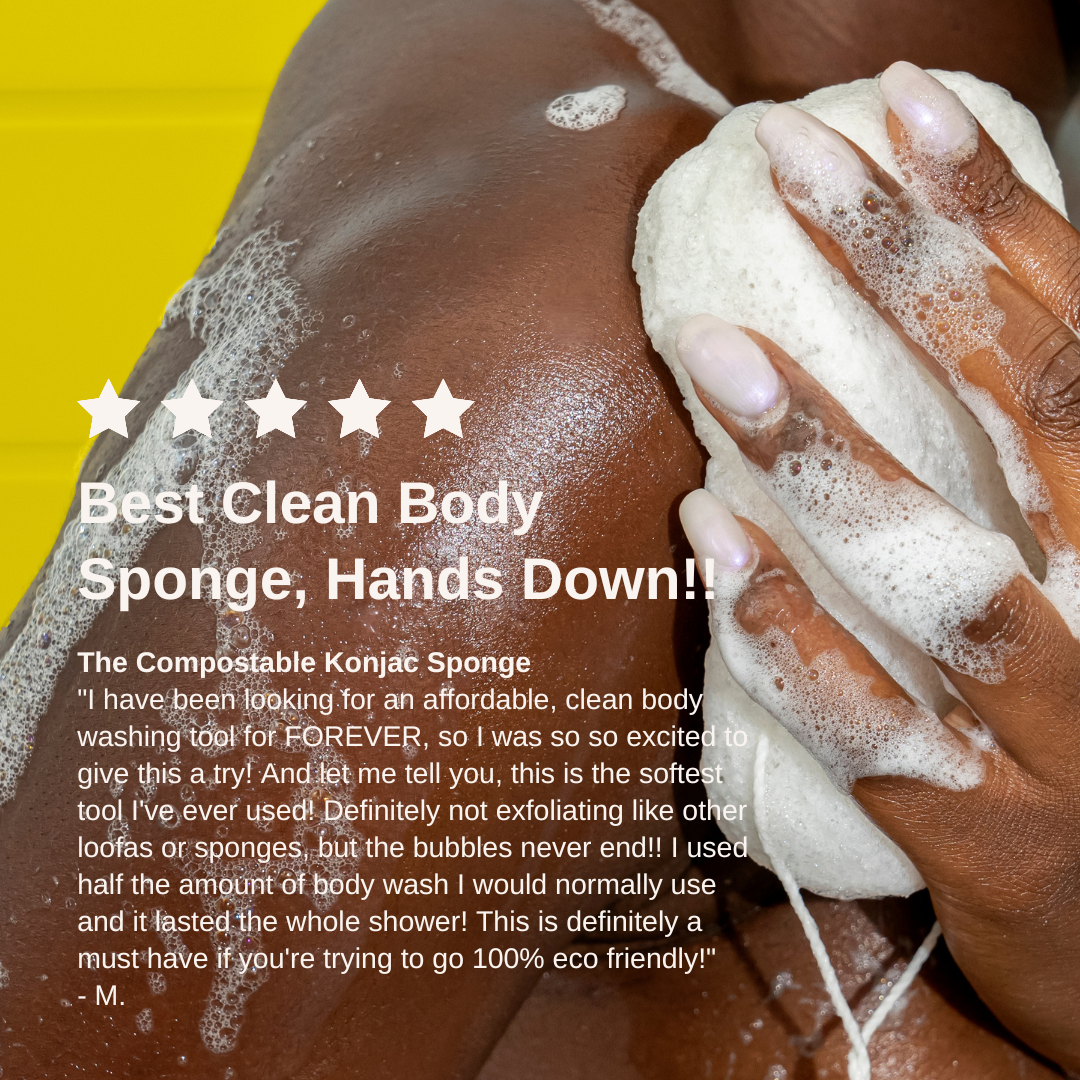 Best Clean Body
Sponge, Hands Down!!
The Compostable Konjac Sponge
"I have been looking for an affordable, clean body
washing tool for FOREVER, so I was so so excited to
give this a try! And let me tell you, this is the softest
tool I've ever used! Definitely not exfoliating like other
loofas or sponges, but the bubbles never end!! I used
half the amount of body wash I would normally use
and it lasted the whole shower! This is definitely a
must have if you're trying to go 100% eco friendly!"
- M.